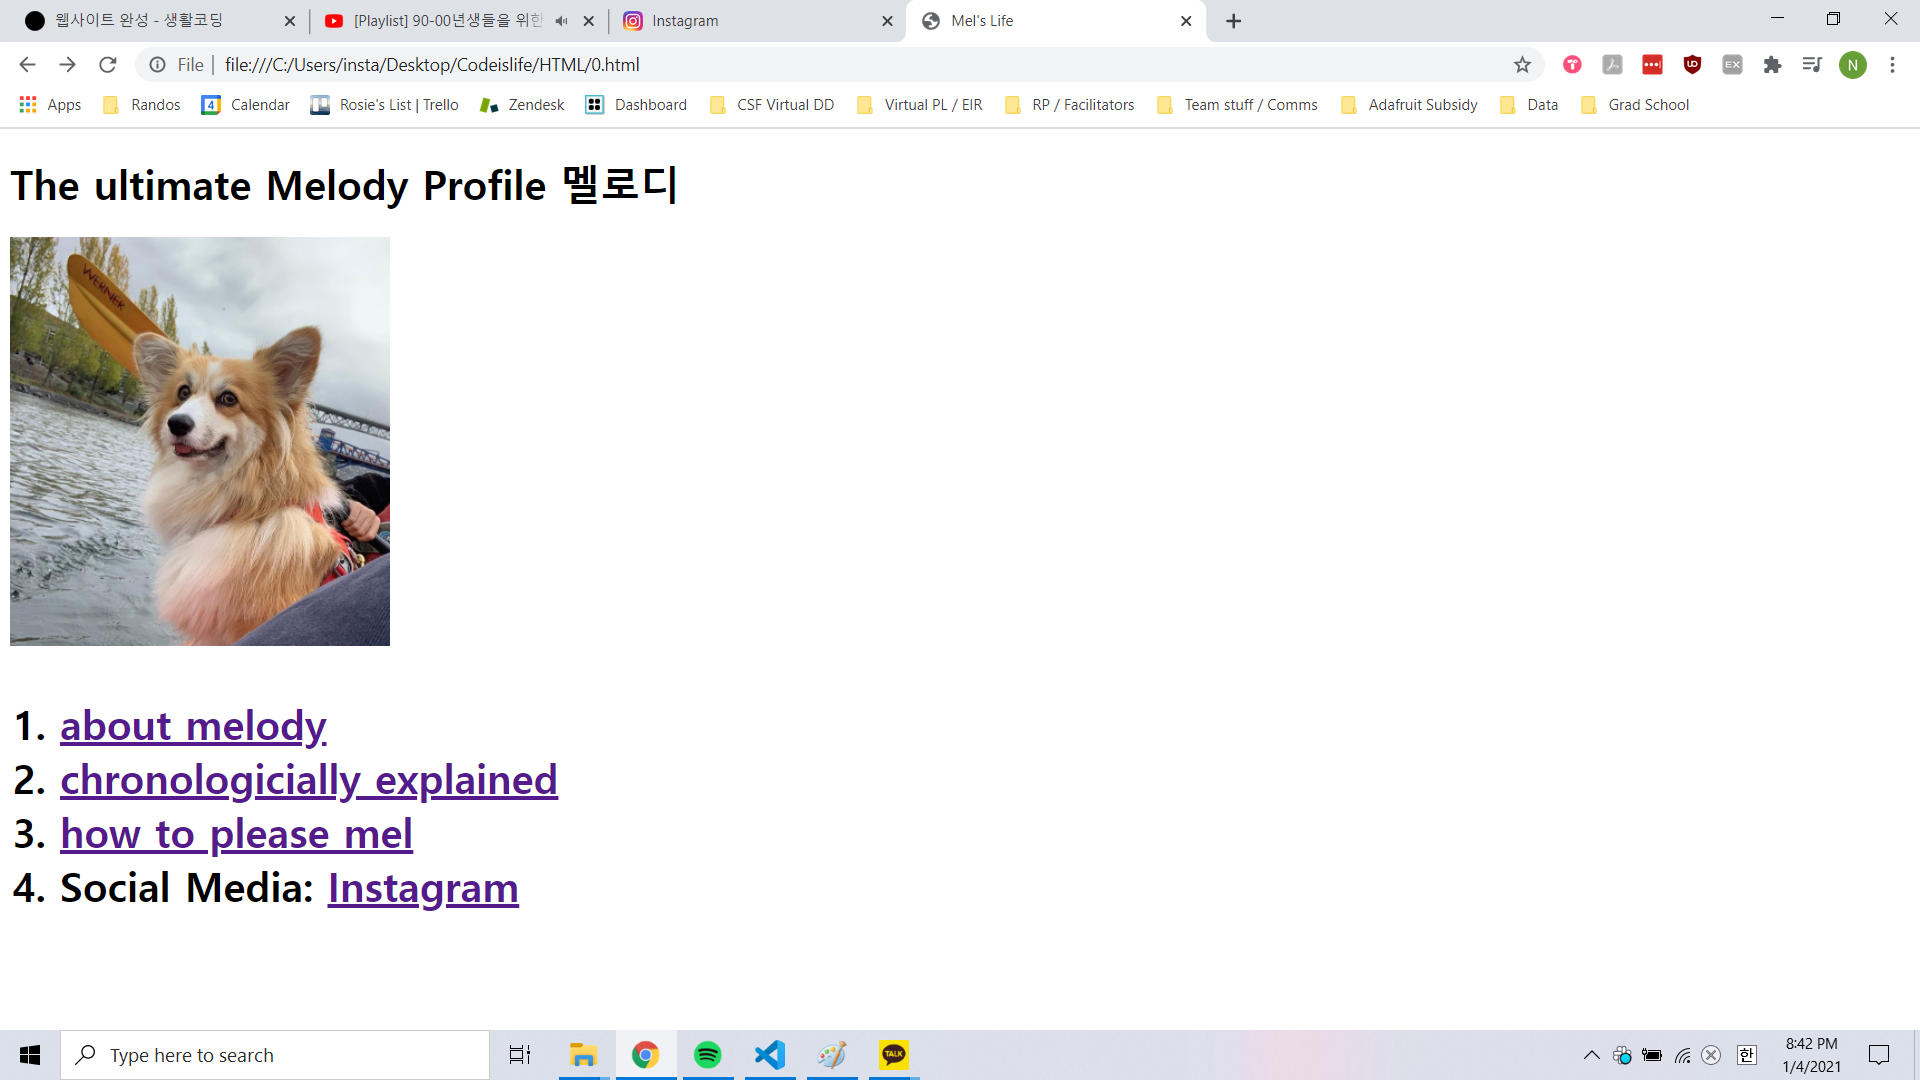 웹사이트 완성 - 생활코딩
[Playlist] 90-00년생들을 위한
Instagram
Mel's Life
File
file:///C:/Users/insta/Desktop/Codeislife/HTML/0.html
N
Apps
Randos
4
Calendar
Rosie's List | Trello
Zendesk
Dashboard
CSF Virtual DD
Virtual PL / EIR
RP / Facilitators
Team stuff / Comms
Adafruit Subsidy
Data
Grad School
The ultimate Melody Profile 멜로디
WERNER
1. about melody
2. chronologicially explained
3. how to please mel
4. Social Media: Instagram
Type here to search
TALK
한
8:42 PM
1/4/2021